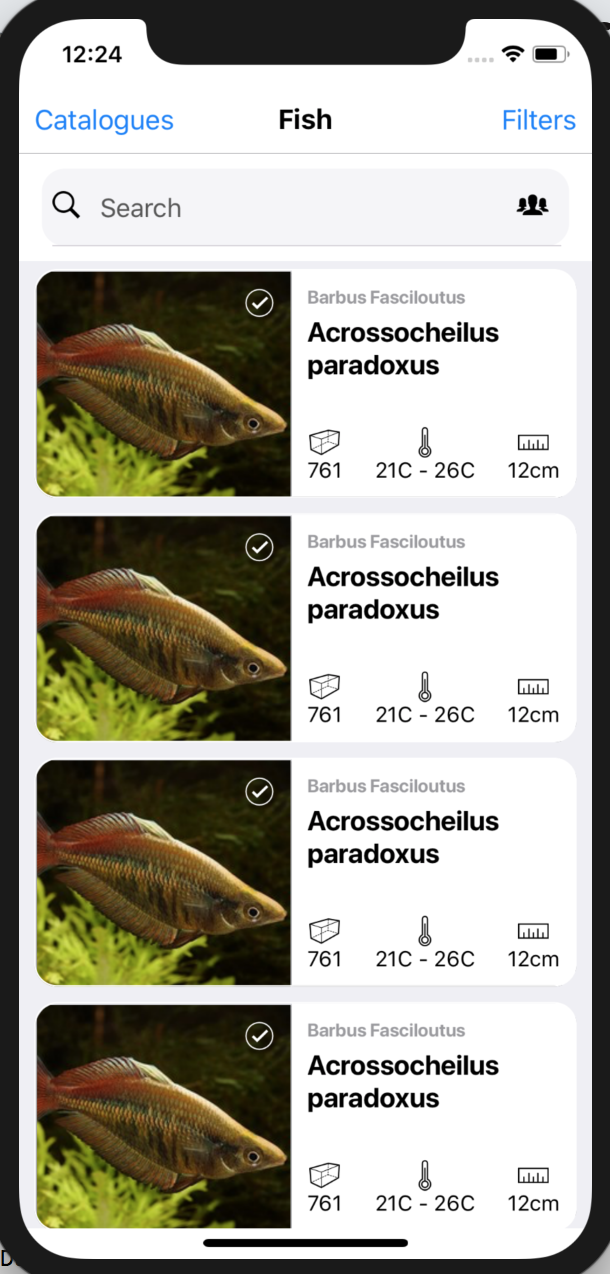 12:24
Catalogues Fish Filters
Search
Barbus Fasciloutus
Acrossocheilus
paradoxus
761 21C - 26C 12cm
Barbus Fasciloutus
Acrossocheilus
paradoxus
761 21C - 26C 12cm
Barbus Fasciloutus
Acrossocheilus
paradoxus
761 21C - 26C 12cm
Barbus Fasciloutus
Acrossocheilus
paradoxus
761 21C - 26C 12cm